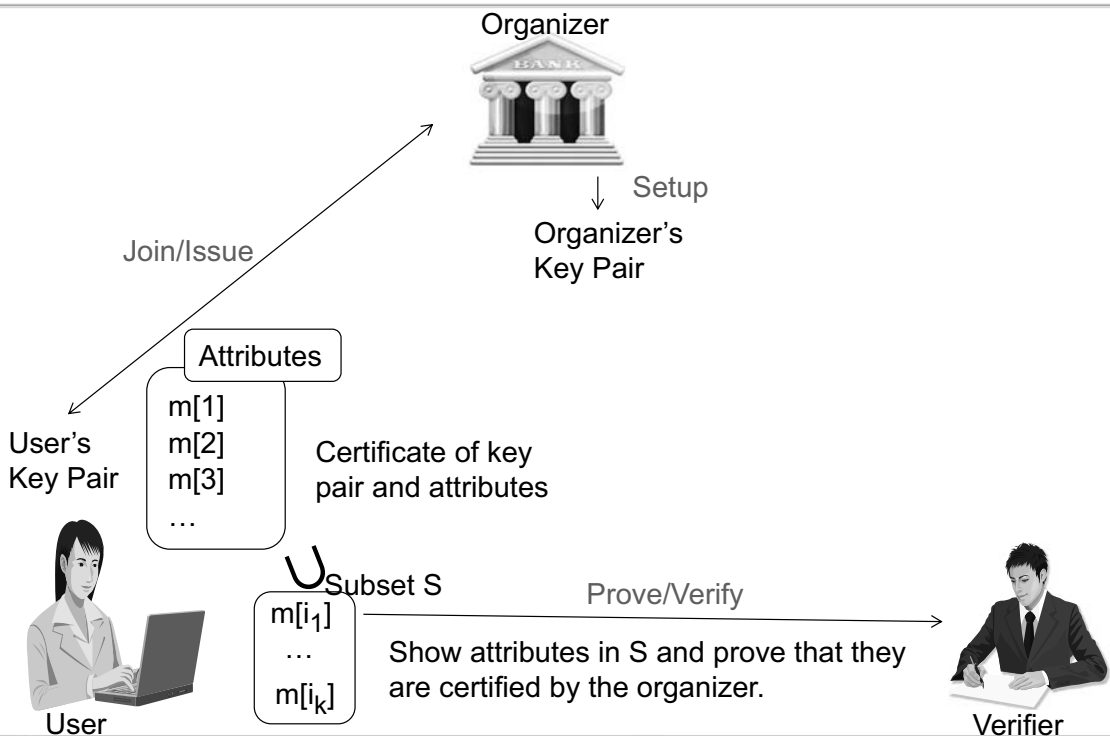 Organizer
BANK
Setup
Organizer's
Key Pair
Join/Issue
Attributes
m[1]
m[2]
m[3]
…
User's
Key Pair
Certificate of key
pair and attributes
Subset S
m[i₁]
…
m[iₖ]
Prove/Verify
Show attributes in S and prove that they
are certified by the organizer.
User
Verifier